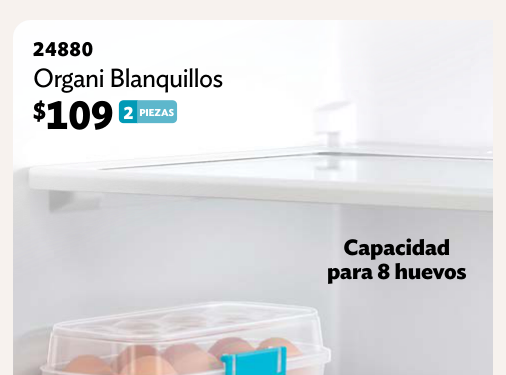 24880
Organi Blanquillos
$109 2 PIEZAS
Capacidad
para 8 huevos